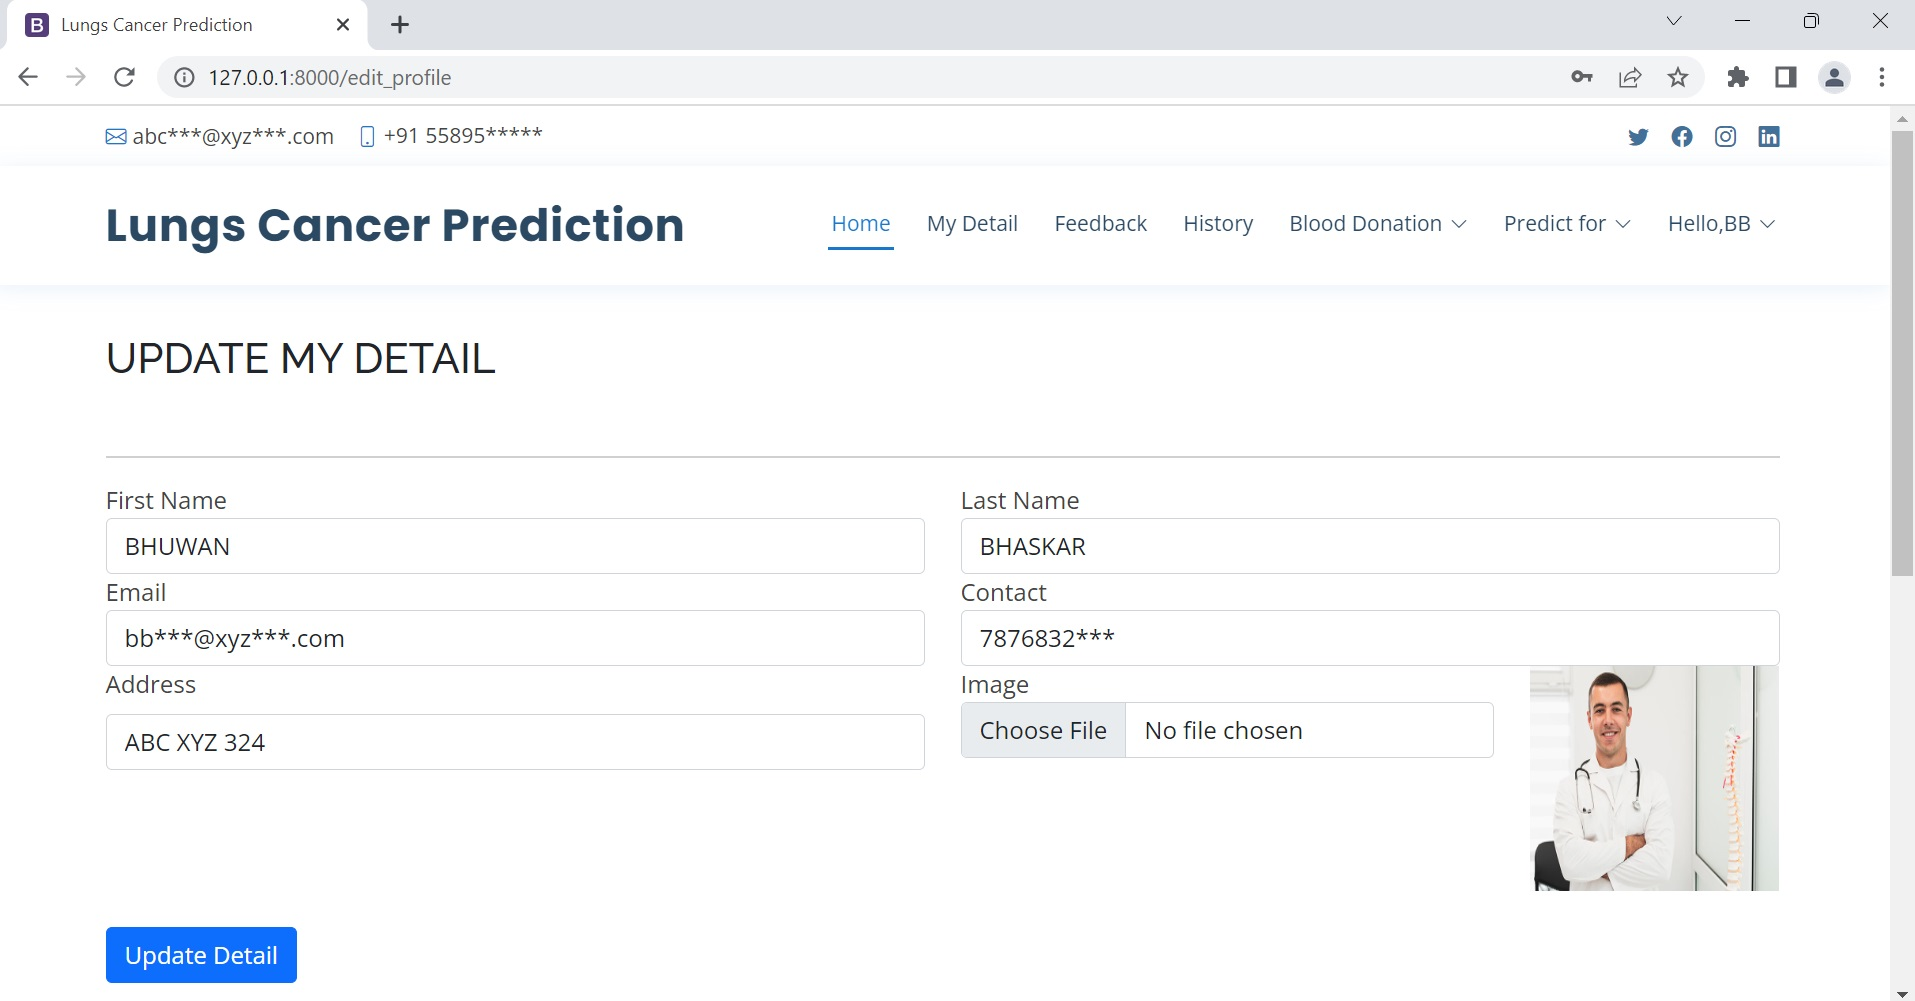 B Lungs Cancer Prediction
127.0.0.1:8000/edit_profile
abc***@xyz***.com +91 55895*****
Lungs Cancer Prediction Home My Detail Feedback History Blood Donation Predict for Hello,BB
UPDATE MY DETAIL
First Name Last Name
BHUWAN BHASKAR
Email Contact
bb***@xyz***.com 7876832***
Address Image
Choose File No file chosen
ABC XYZ 324
Update Detail